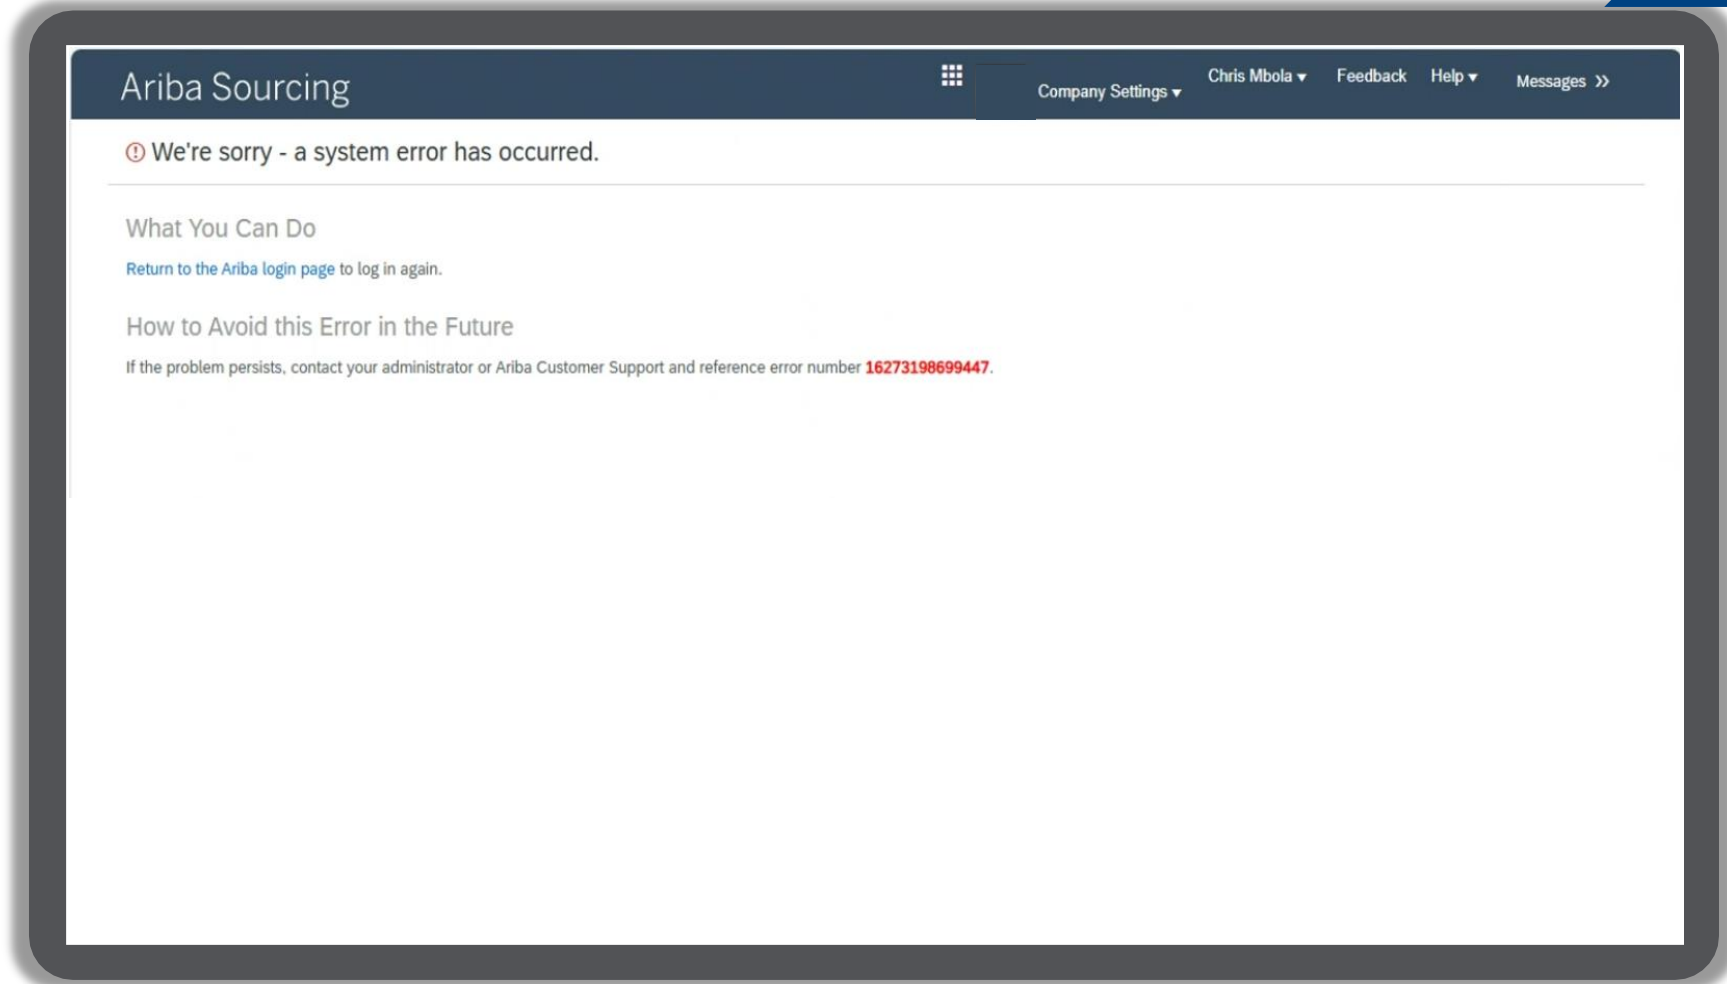 Ariba Sourcing
Company Settings ▾
Chris Mbola ▾
Feedback
Help ▾
Messages »
We're sorry - a system error has occurred.
What You Can Do
Return to the Ariba login page to log in again.
How to Avoid this Error in the Future
If the problem persists, contact your administrator or Ariba Customer Support and reference error number 16273198699447.